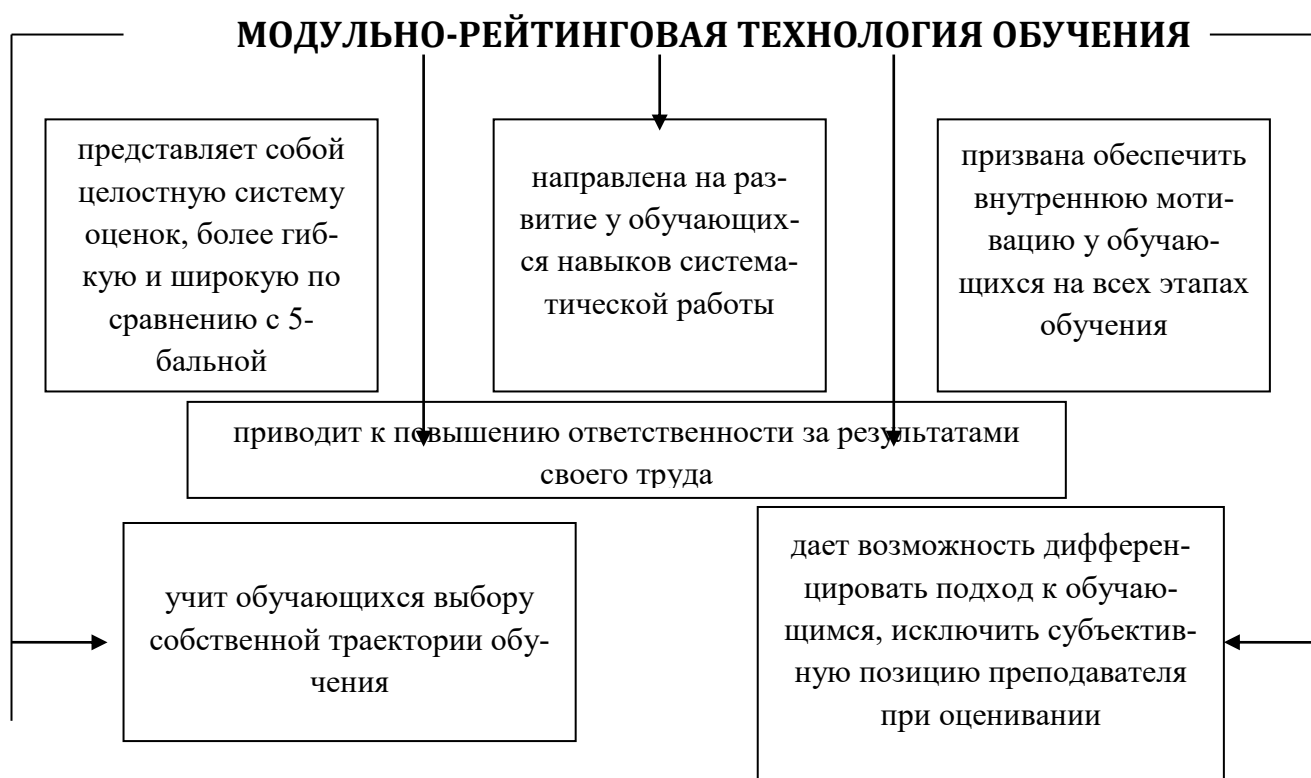 МОДУЛЬНО-РЕЙТИНГОВАЯ ТЕХНОЛОГИЯ ОБУЧЕНИЯ
представляет собой
целостную систему
оценок, более гиб-
кую и широкую по
сравнению с 5-
бальной
направлена на раз-
витие у обучающих-
ся навыков система-
тической работы
призвана обеспечить
внутреннюю моти-
вацию у обучаю-
щихся на всех этапах
обучения
приводит к повышению ответственности за результатами
своего труда
учит обучающихся выбору
собственной траектории обу-
чения
дает возможность дифферен-
цировать подход к обучаю-
щимся, исключить субъектив-
ную позицию преподавателя
при оценивании